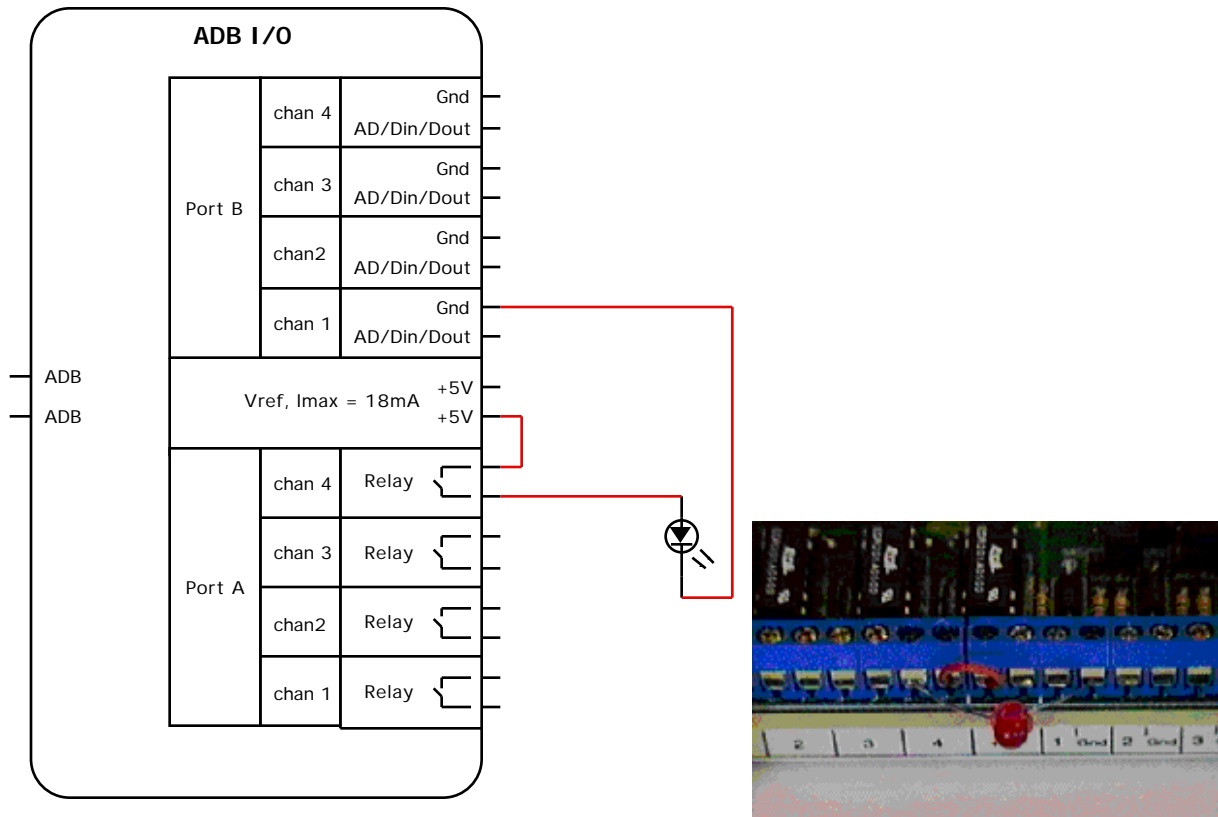 ADB I/O
Port B
chan 4
Gnd
AD/Din/Dout
chan 3
Gnd
AD/Din/Dout
chan2
Gnd
AD/Din/Dout
chan 1
Gnd
AD/Din/Dout
ADB
ADB
Vref, Imax = 18mA
+5V
+5V
Port A
chan 4
Relay
chan 3
Relay
chan2
Relay
chan 1
Relay
2 3 4 1 Gnd 2 Gnd 3